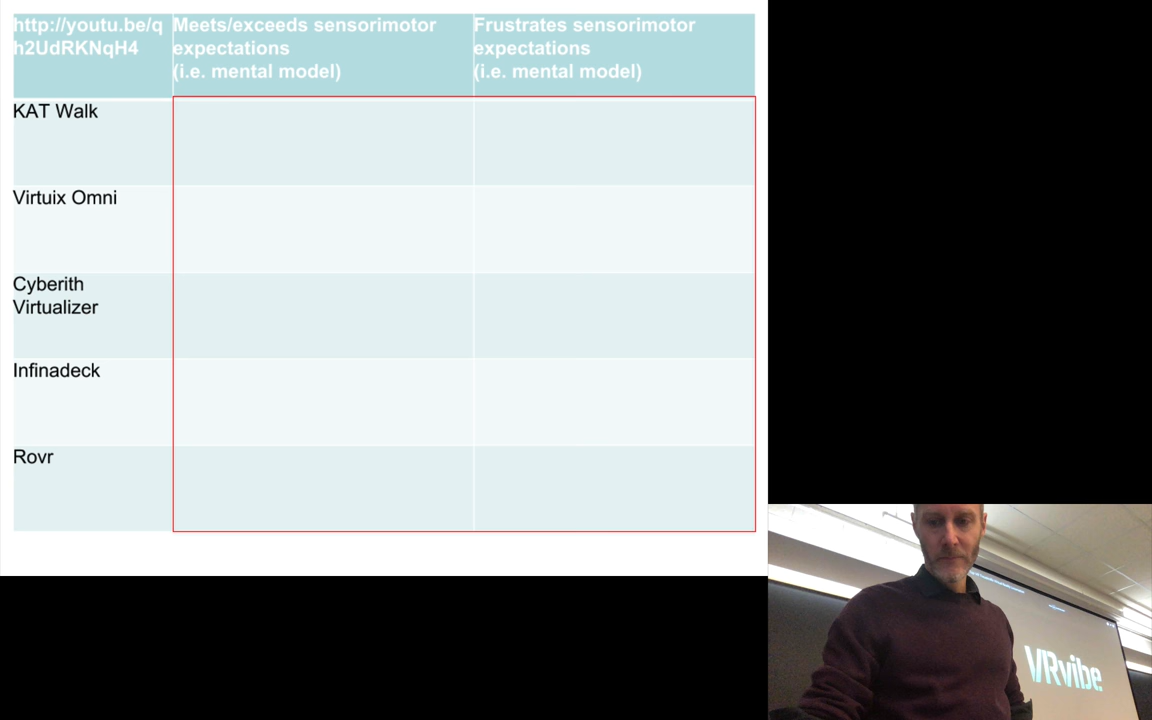 http://youtu.be/q
h2UdRKNqH4
Meets/exceeds sensorimotor
expectations
(i.e. mental model)
Frustrates sensorimotor
expectations
(i.e. mental model)
KAT Walk
Virtuix Omni
Cyberith
Virtualizer
Infinadeck
Rovr
VRvibe